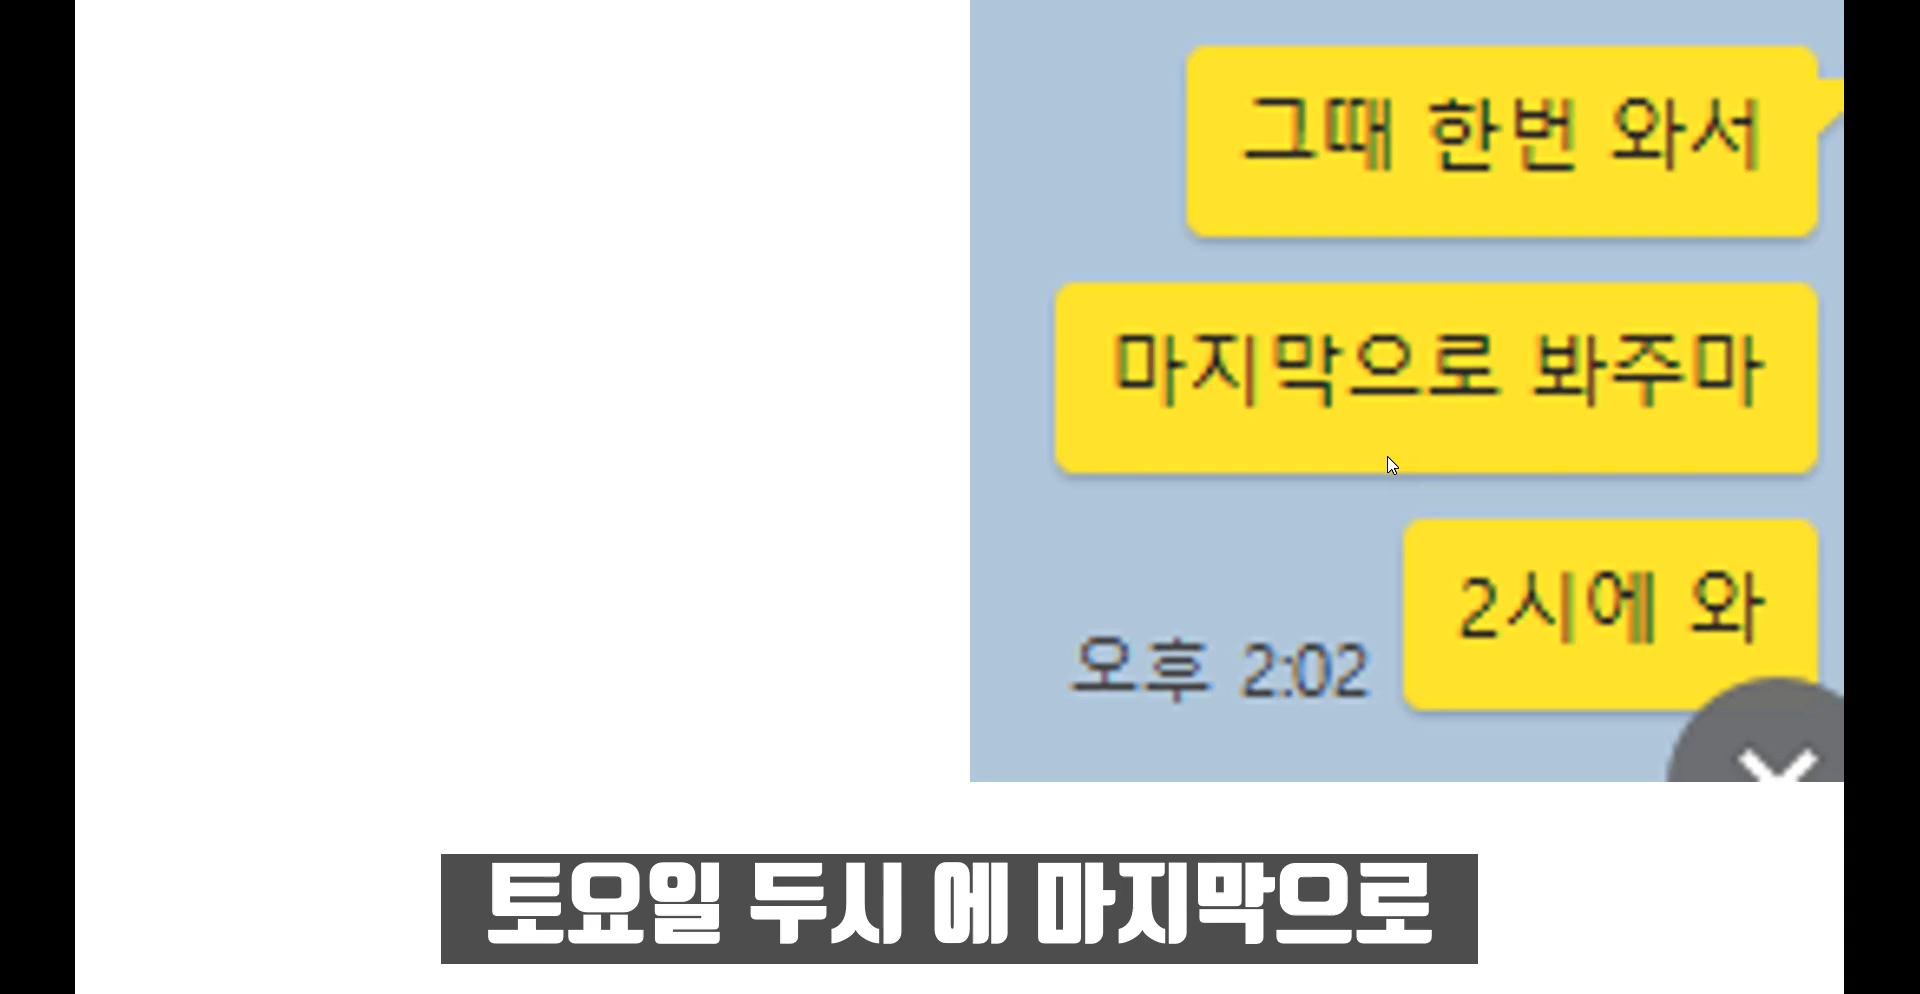 그때 한번 와서
마지막으로 봐주마
2시에 와
오후 2:02
토요일 두시 에 마지막으로